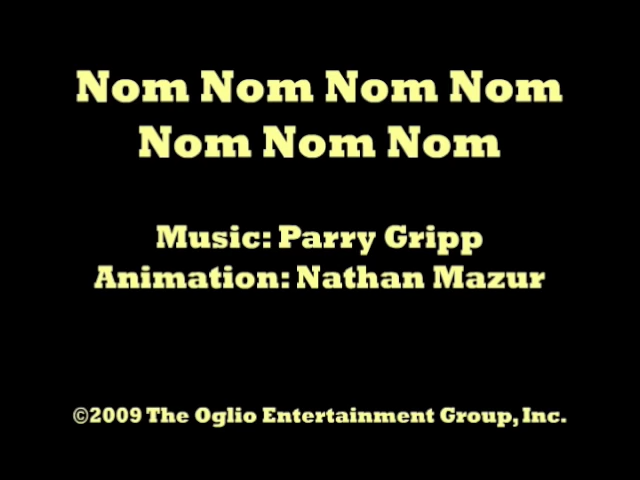 Nom Nom Nom Nom
Nom Nom Nom
Music: Parry Gripp
Animation: Nathan Mazur
©2009 The Oglio Entertainment Group, Inc.